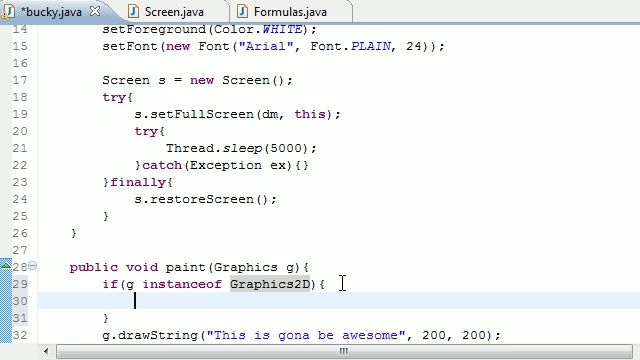 *bucky.java Screen.java Formulas.java
14 setForeground(Color.WHITE);
15 setFont(new Font("Arial", Font.PLAIN, 24));
16
17 Screen s = new Screen();
18 try{
19 s.setFullScreen(dm, this);
20 try{
21 Thread.sleep(5000);
22 }catch(Exception ex){}
23 }finally{
24 s.restoreScreen();
25 }
26 }
27
28 public void paint(Graphics g){
29 if(g instanceof Graphics2D){
30
31 }
32 g.drawString("This is gona be awesome", 200, 200);